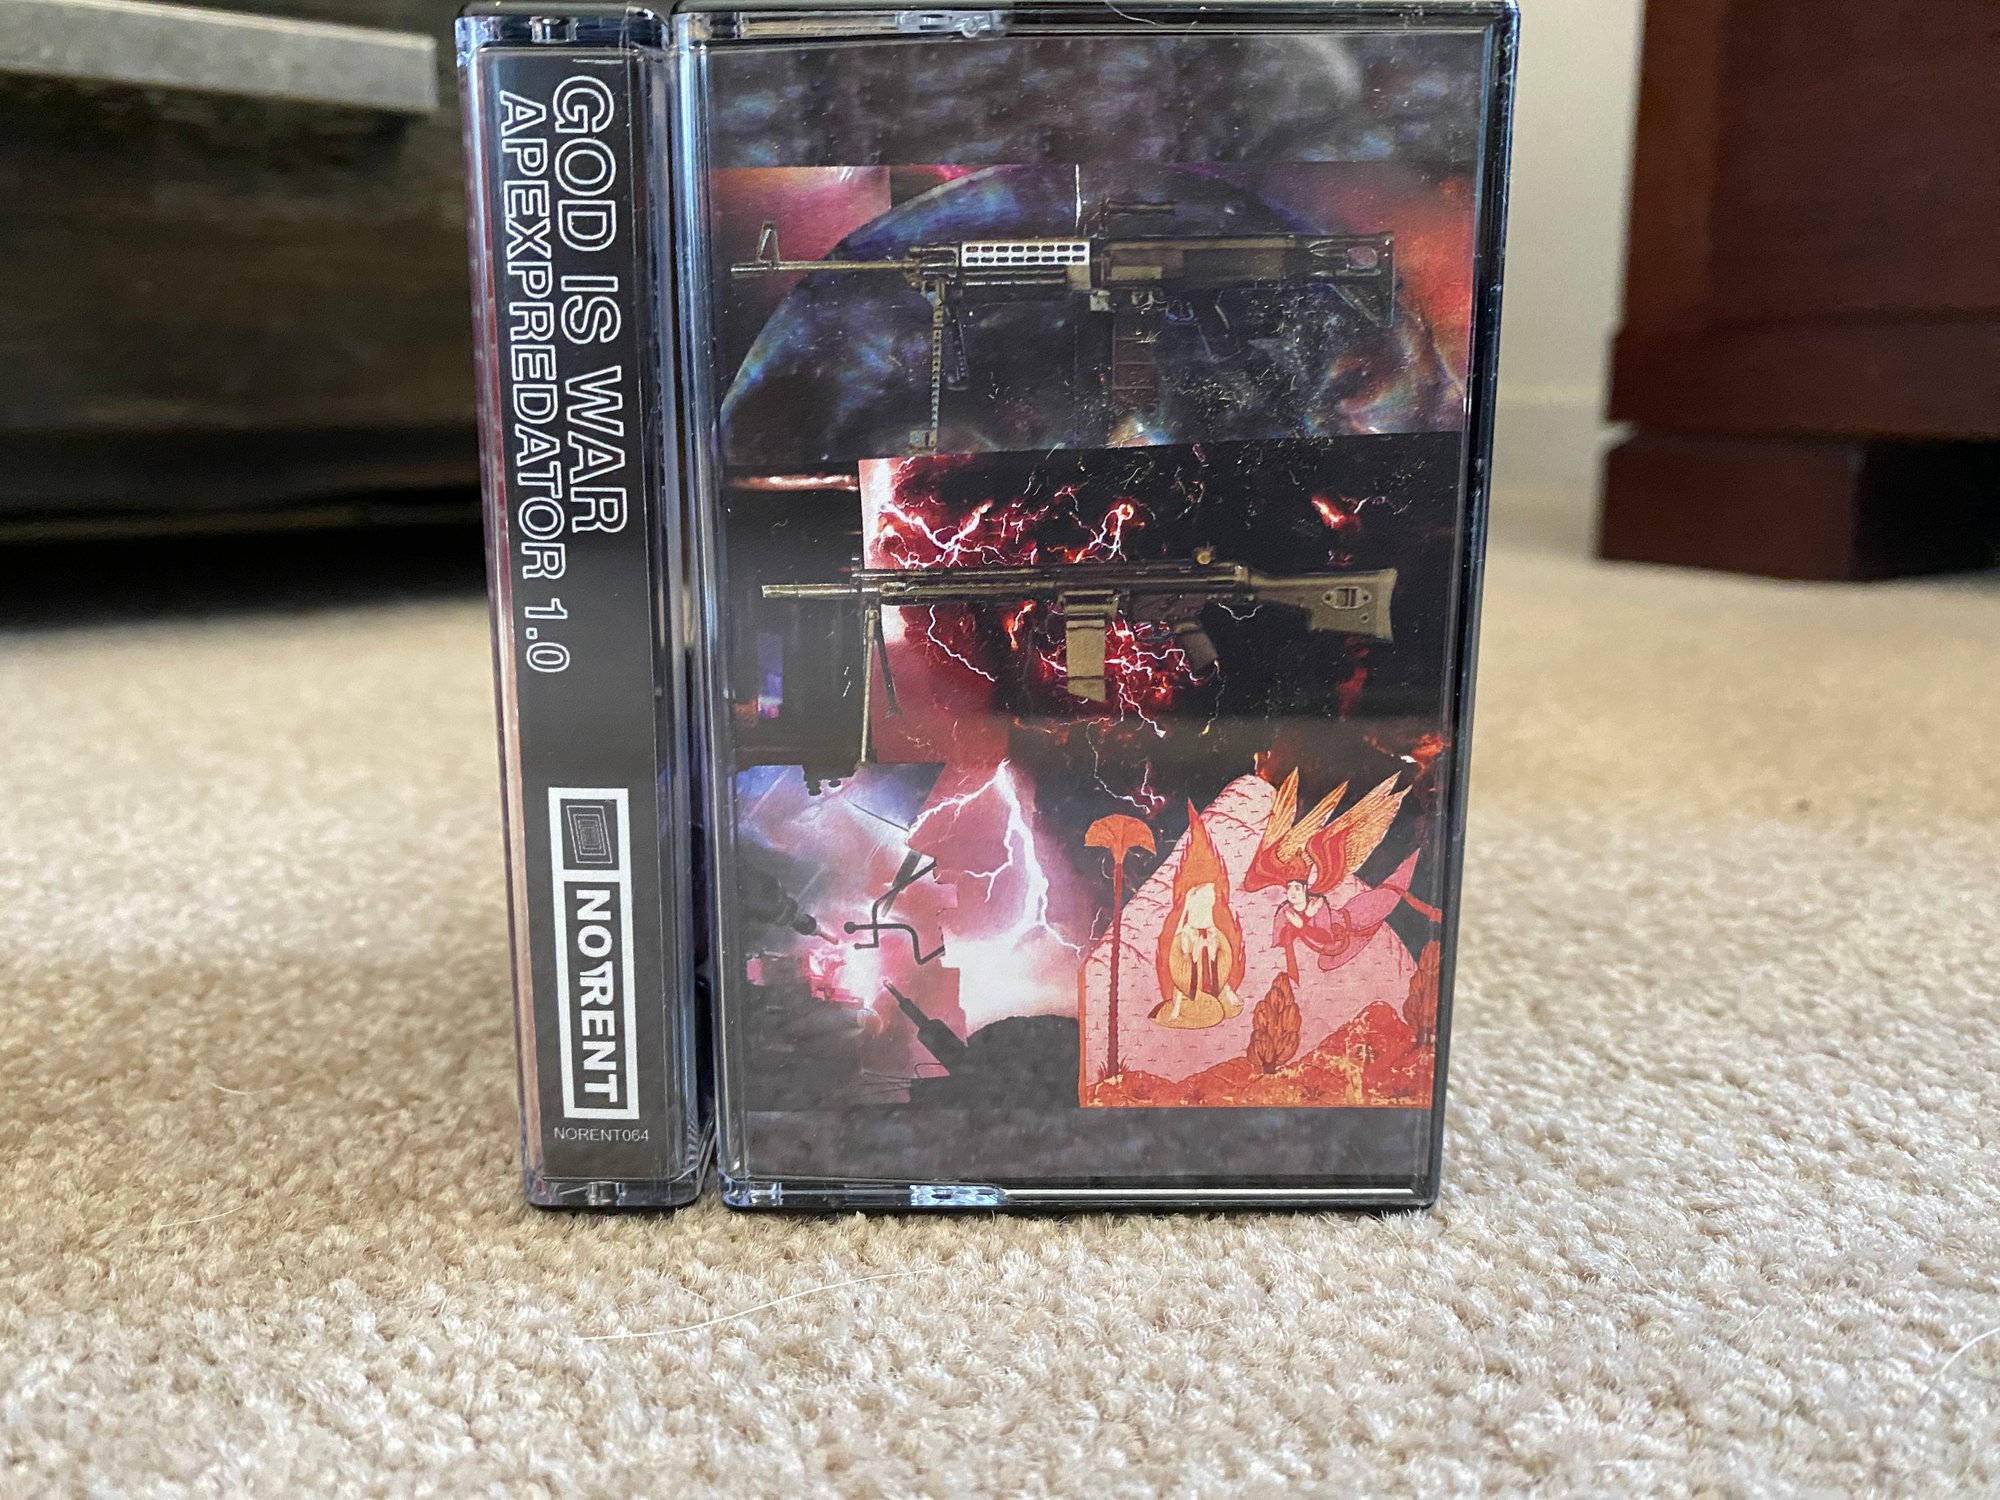 GOD IS WAR
APEXPREDATOR 1.0
NORENT
NORENT064